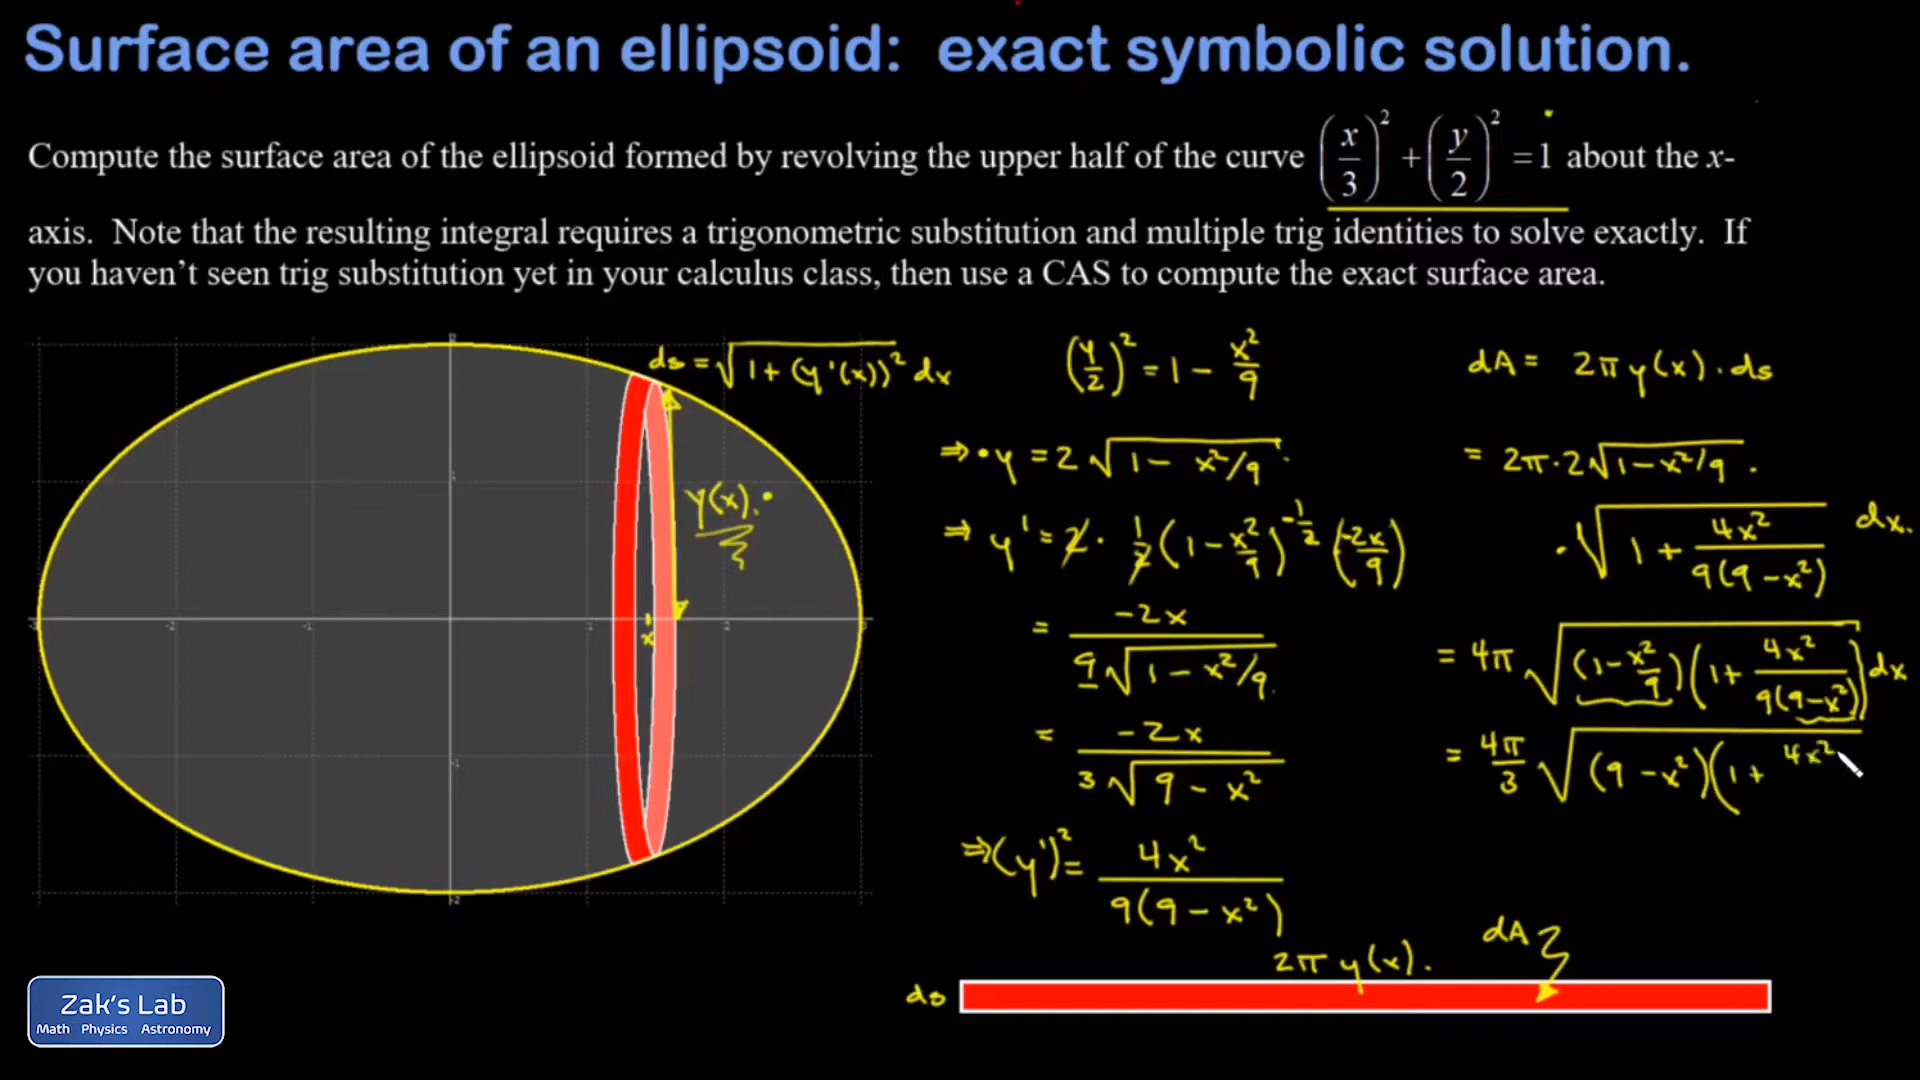 Surface area of an ellipsoid: exact symbolic solution.
Compute the surface area of the ellipsoid formed by revolving the upper half of the curve (x/3)² + (y/2)² = 1 about the x-
axis. Note that the resulting integral requires a trigonometric substitution and multiple trig identities to solve exactly. If
you haven't seen trig substitution yet in your calculus class, then use a CAS to compute the exact surface area.
ds = √(1 + (y'(x))²) dx
y(x).
x
(y/2)² = 1 − x²/9
⇒ y = 2 √(1 − x²/9)
⇒ y' = 2 · 1/2 (1 − x²/9)^(−1/2) (−2x/9)
= −2x / (9√(1 − x²/9))
= −2x / (3√(9 − x²))
⇒ (y')² = 4x² / (9(9 − x²))
dA = 2π y(x) · ds
= 2π · 2√(1 − x²/9) ·
· √(1 + 4x²/(9(9 − x²))) dx.
= 4π √((1 − x²/9)(1 + 4x²/(9(9 − x²)))) dx
= 4π/3 √((9 − x²)(1 + 4x²
2π y(x).
dA
ds
Zak's Lab
Math Physics Astronomy